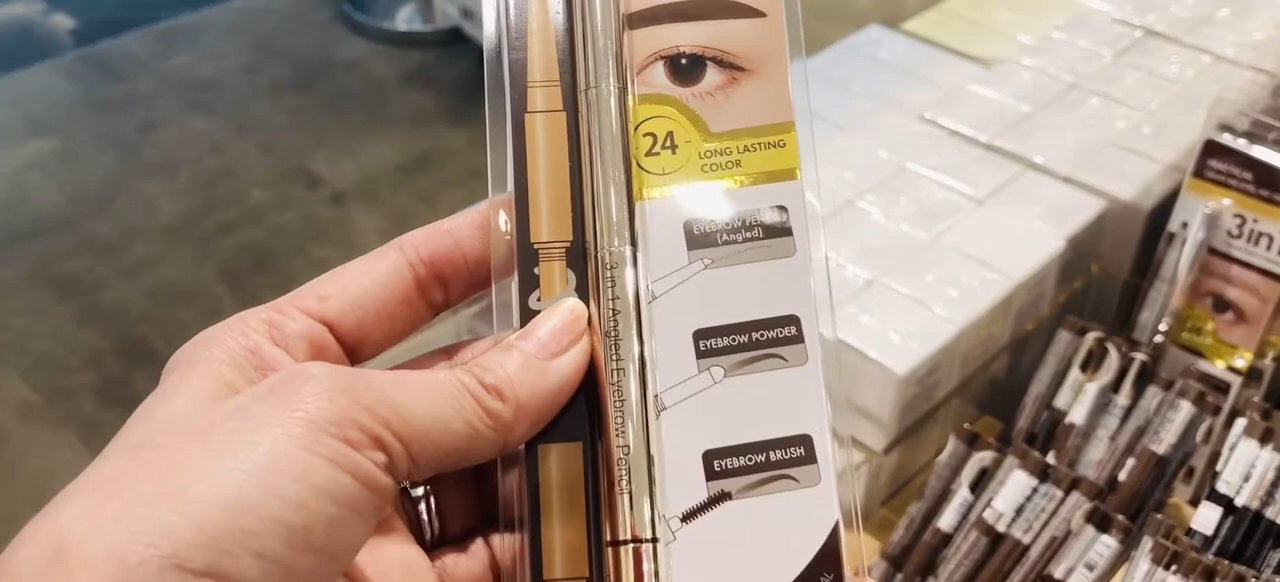 24
LONG LASTING
COLOR
EYEBROW PENCIL
(Angled)
EYEBROW POWDER
EYEBROW BRUSH
3 in 1 Angled Eyebrow Pencil
3in